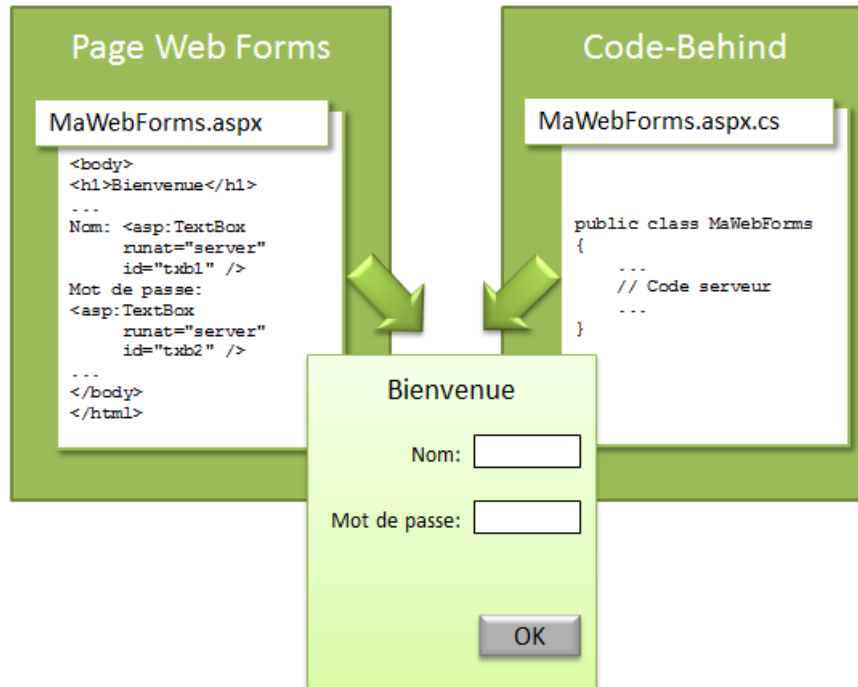 Page Web Forms
MaWebForms.aspx
<body>
<h1>Bienvenue</h1>
...
Nom: <asp:TextBox
runat="server"
id="txb1" />
Mot de passe:
<asp:TextBox
runat="server"
id="txb2" />
...
</body>
</html>
Code-Behind
MaWebForms.aspx.cs
public class MaWebForms
{
...
// Code serveur
...
}
Bienvenue
Nom:
Mot de passe:
OK